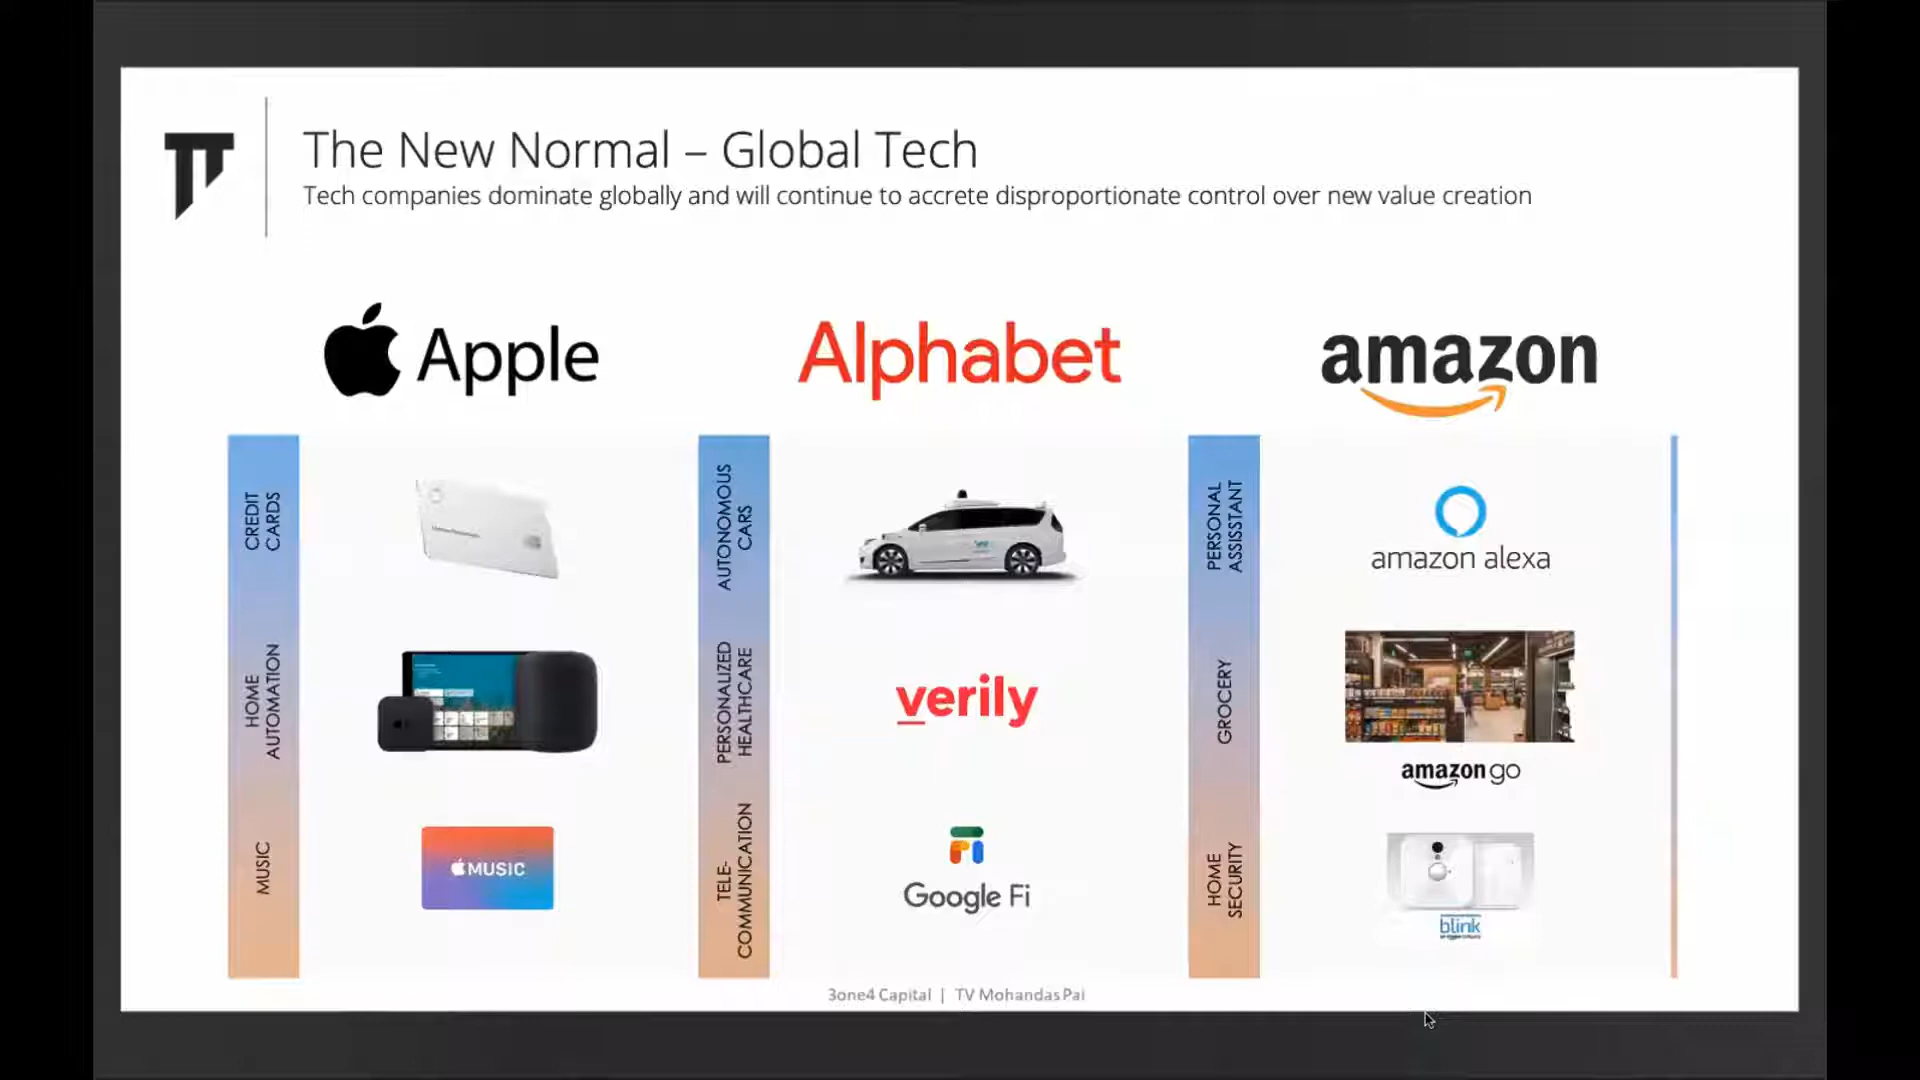 The New Normal – Global Tech
Tech companies dominate globally and will continue to accrete disproportionate control over new value creation
Apple
Alphabet
amazon
CREDIT
CARDS
HOME
AUTOMATION
MUSIC
MUSIC
AUTONOMOUS
CARS
PERSONALIZED
HEALTHCARE
verily
TELE-
COMMUNICATION
Google Fi
PERSONAL
ASSISTANT
amazon alexa
GROCERY
amazon go
HOME
SECURITY
blink
3one4 Capital | TV Mohandas Pai